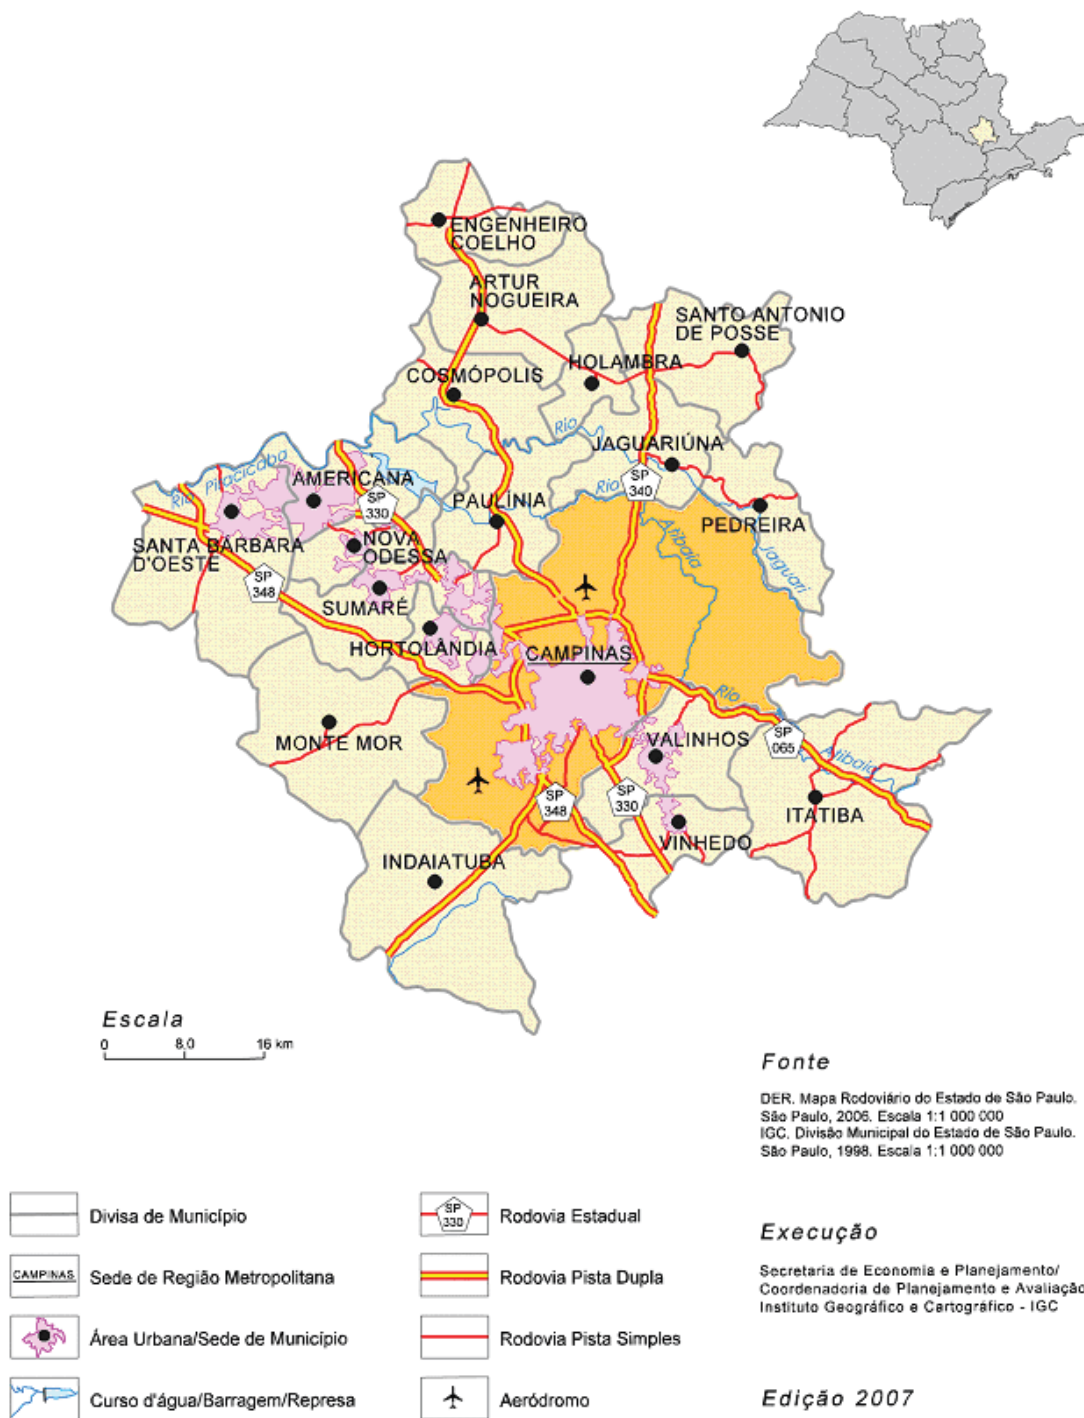 ENGENHEIRO
COELHO
ARTUR
NOGUEIRA
SANTO ANTONIO
DE POSSE
HOLAMBRA
COSMÓPOLIS
Rio
JAGUARIÚNA
Rio Piracicaba
AMERICANA
SP
340
Rio
SP
330
PAULÍNIA
PEDREIRA
Atibaia
Jaguari
SANTA BÁRBARA
D'OESTE
NOVA
ODESSA
SP
348
SUMARÉ
HORTOLÂNDIA
CAMPINAS
Rio
MONTE MOR
VALINHOS
SP
065
Atibaia
SP
348
SP
330
ITATIBA
VINHEDO
INDAIATUBA
Escala
0 8,0 16 km
Fonte
DER. Mapa Rodoviário do Estado de São Paulo.
São Paulo, 2006. Escala 1:1 000 000
IGC. Divisão Municipal do Estado de São Paulo.
São Paulo, 1998. Escala 1:1 000 000
Divisa de Município
CAMPINAS Sede de Região Metropolitana
Área Urbana/Sede de Município
Curso d'água/Barragem/Represa
SP
330
Rodovia Estadual
Rodovia Pista Dupla
Rodovia Pista Simples
Aeródromo
Execução
Secretaria de Economia e Planejamento/
Coordenadoria de Planejamento e Avaliação
Instituto Geográfico e Cartográfico - IGC
Edição 2007